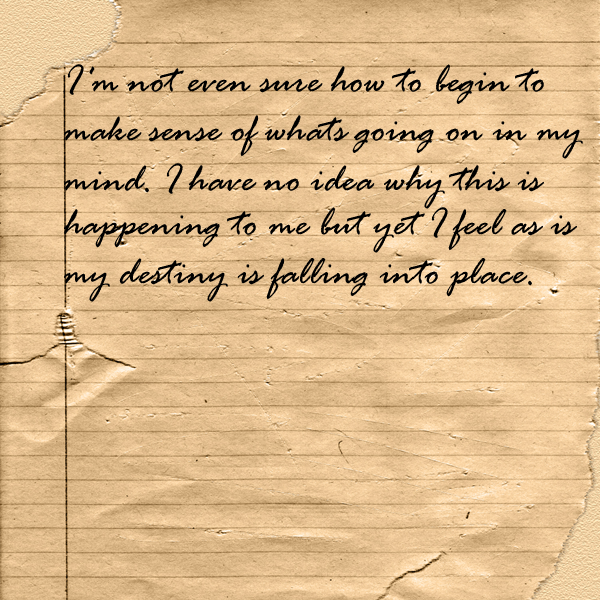 I'm not even sure how to begin to
make sense of whats going on in my
mind. I have no idea why this is
happening to me but yet I feel as is
my destiny is falling into place.